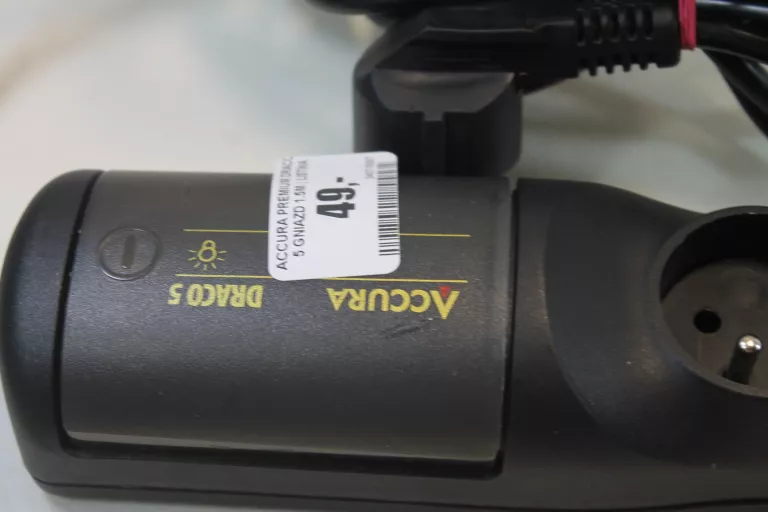 ACCURA PREMIUM DRACO
5 GNIAZD 1.5M LISTWA
49,-
ACCURA
DRACO 5